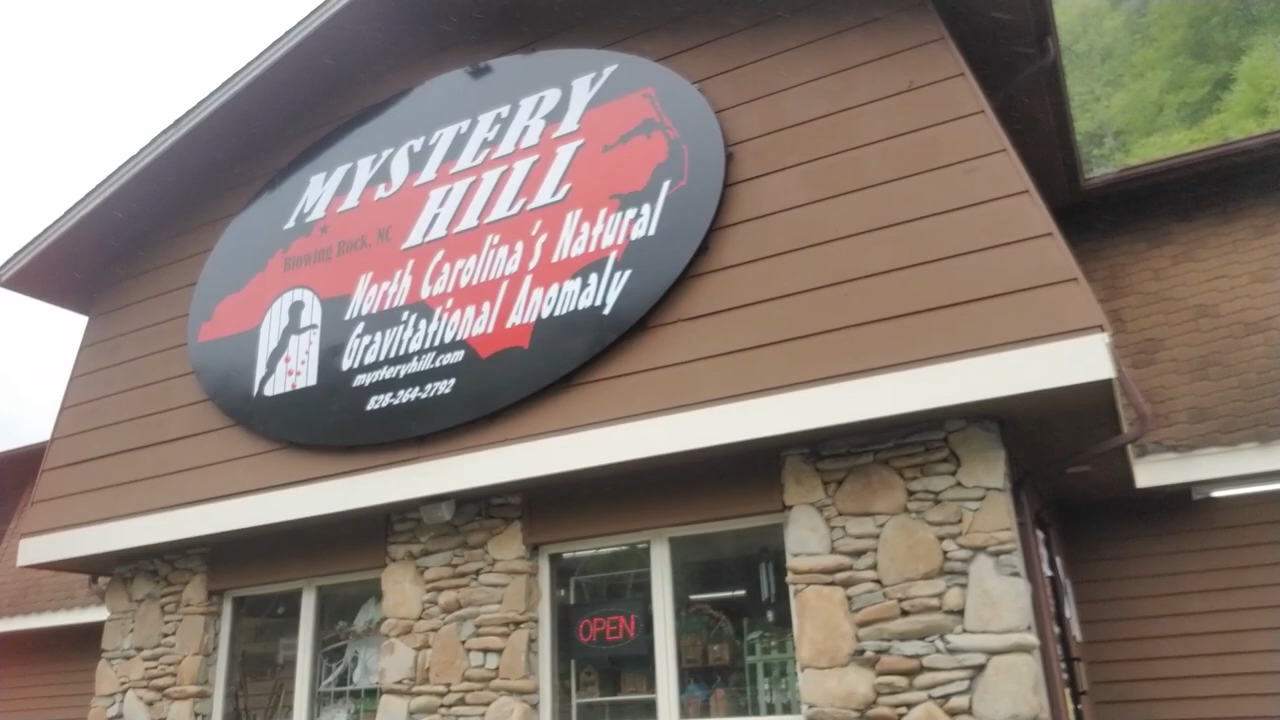 MYSTERY
HILL
Blowing Rock, NC
North Carolina's Natural
Gravitational Anomaly
mysteryhill.com
828-264-2792
OPEN